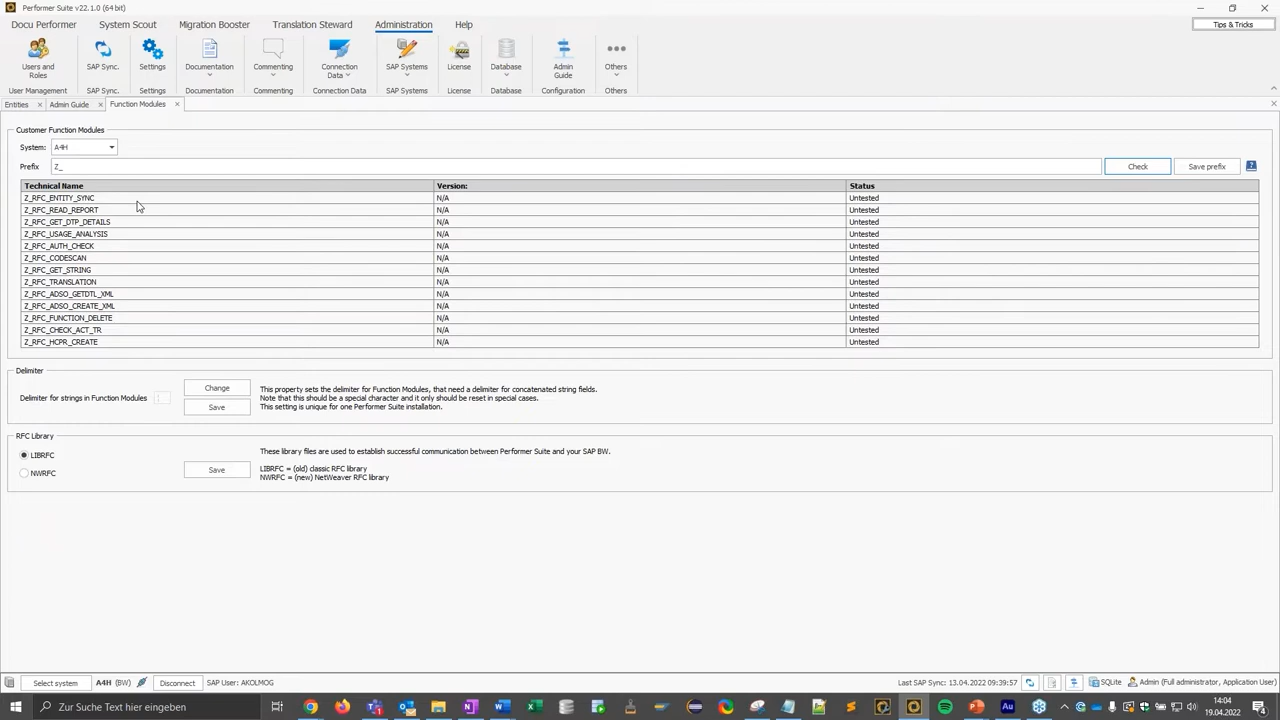 Performer Suite v22.1.0 (64 bit)
Docu Performer System Scout Migration Booster Translation Steward Administration Help
Tips & Tricks
Users and Roles SAP Sync. Settings Documentation Commenting Connection Data SAP Systems License Database Admin Guide Others
User Management SAP Sync. Settings Documentation Commenting Connection Data SAP Systems License Database Configuration Others
Entities Admin Guide Function Modules
Customer Function Modules
System: A4H
Prefix Z_ Check Save prefix
Technical Name Version: Status
Z_RFC_ENTITY_SYNC N/A Untested
Z_RFC_READ_REPORT N/A Untested
Z_RFC_GET_DTP_DETAILS N/A Untested
Z_RFC_USAGE_ANALYSIS N/A Untested
Z_RFC_AUTH_CHECK N/A Untested
Z_RFC_CODESCAN N/A Untested
Z_RFC_GET_STRING N/A Untested
Z_RFC_TRANSLATION N/A Untested
Z_RFC_ADSO_GETDTL_XML N/A Untested
Z_RFC_ADSO_CREATE_XML N/A Untested
Z_RFC_FUNCTION_DELETE N/A Untested
Z_RFC_CHECK_ACT_TR N/A Untested
Z_RFC_HCPR_CREATE N/A Untested
Delimiter
Delimiter for strings in Function Modules
Change
Save
This property sets the delimiter for Function Modules, that need a delimiter for concatenated string fields.
Note that this should be a special character and it only should be reset in special cases.
This setting is unique for one Performer Suite installation.
RFC Library
LIBRFC
NWRFC
Save
These library files are used to establish successful communication between Performer Suite and your SAP BW.
LIBRFC = (old) classic RFC library
NWRFC = (new) NetWeaver RFC library
Select system A4H (BW) Disconnect SAP User: AKOLMOG Last SAP Sync: 13.04.2022 09:39:57 SQLite Admin (Full administrator, Application User)
Zur Suche Text hier eingeben
14:04
19.04.2022